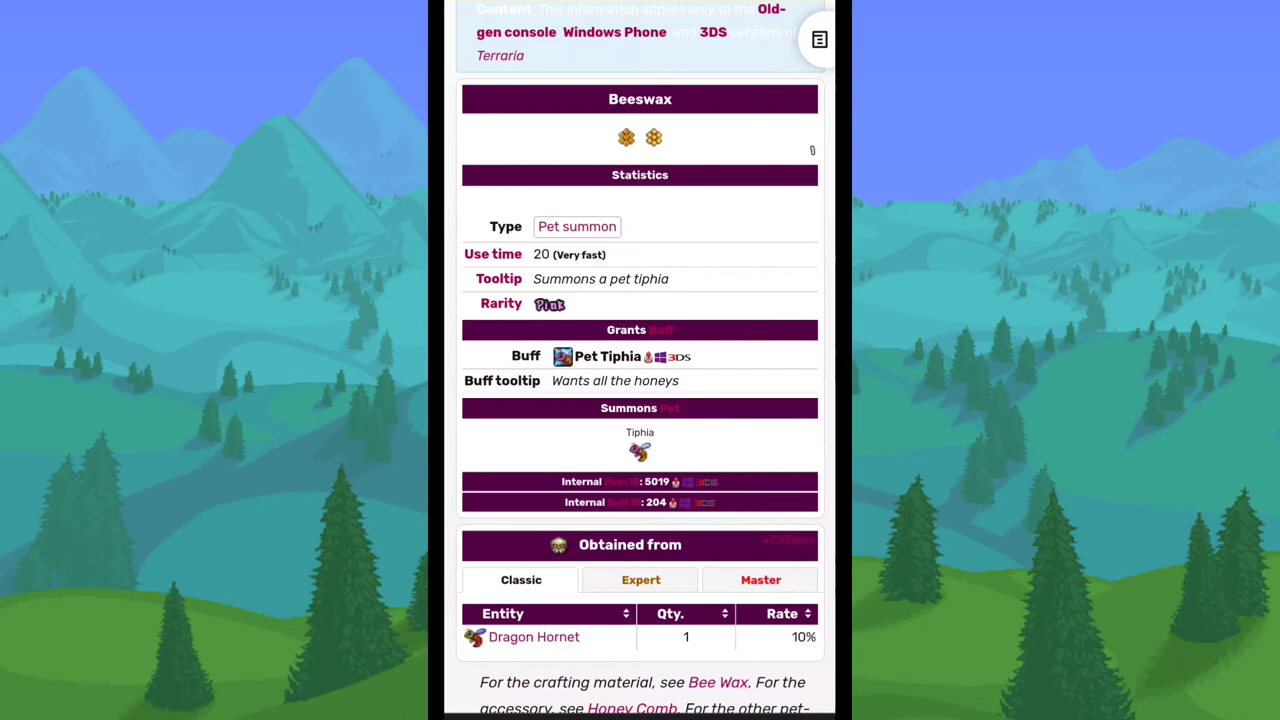 Content: This information applies only to the Old-
gen console Windows Phone and 3DS versions of
Terraria
Beeswax
Statistics
Type Pet summon
Use time 20 (Very fast)
Tooltip Summons a pet tiphia
Rarity Pink
Grants Buff
Buff Pet Tiphia 3DS
Buff tooltip Wants all the honeys
Summons Pet
Tiphia
Internal Item ID: 5019 3DS
Internal Buff ID: 204 3DS
Obtained from
Collapse
Classic Expert Master
Entity Qty. Rate
Dragon Hornet 1 10%
For the crafting material, see Bee Wax. For the
accessory, see Honey Comb. For the other pet-